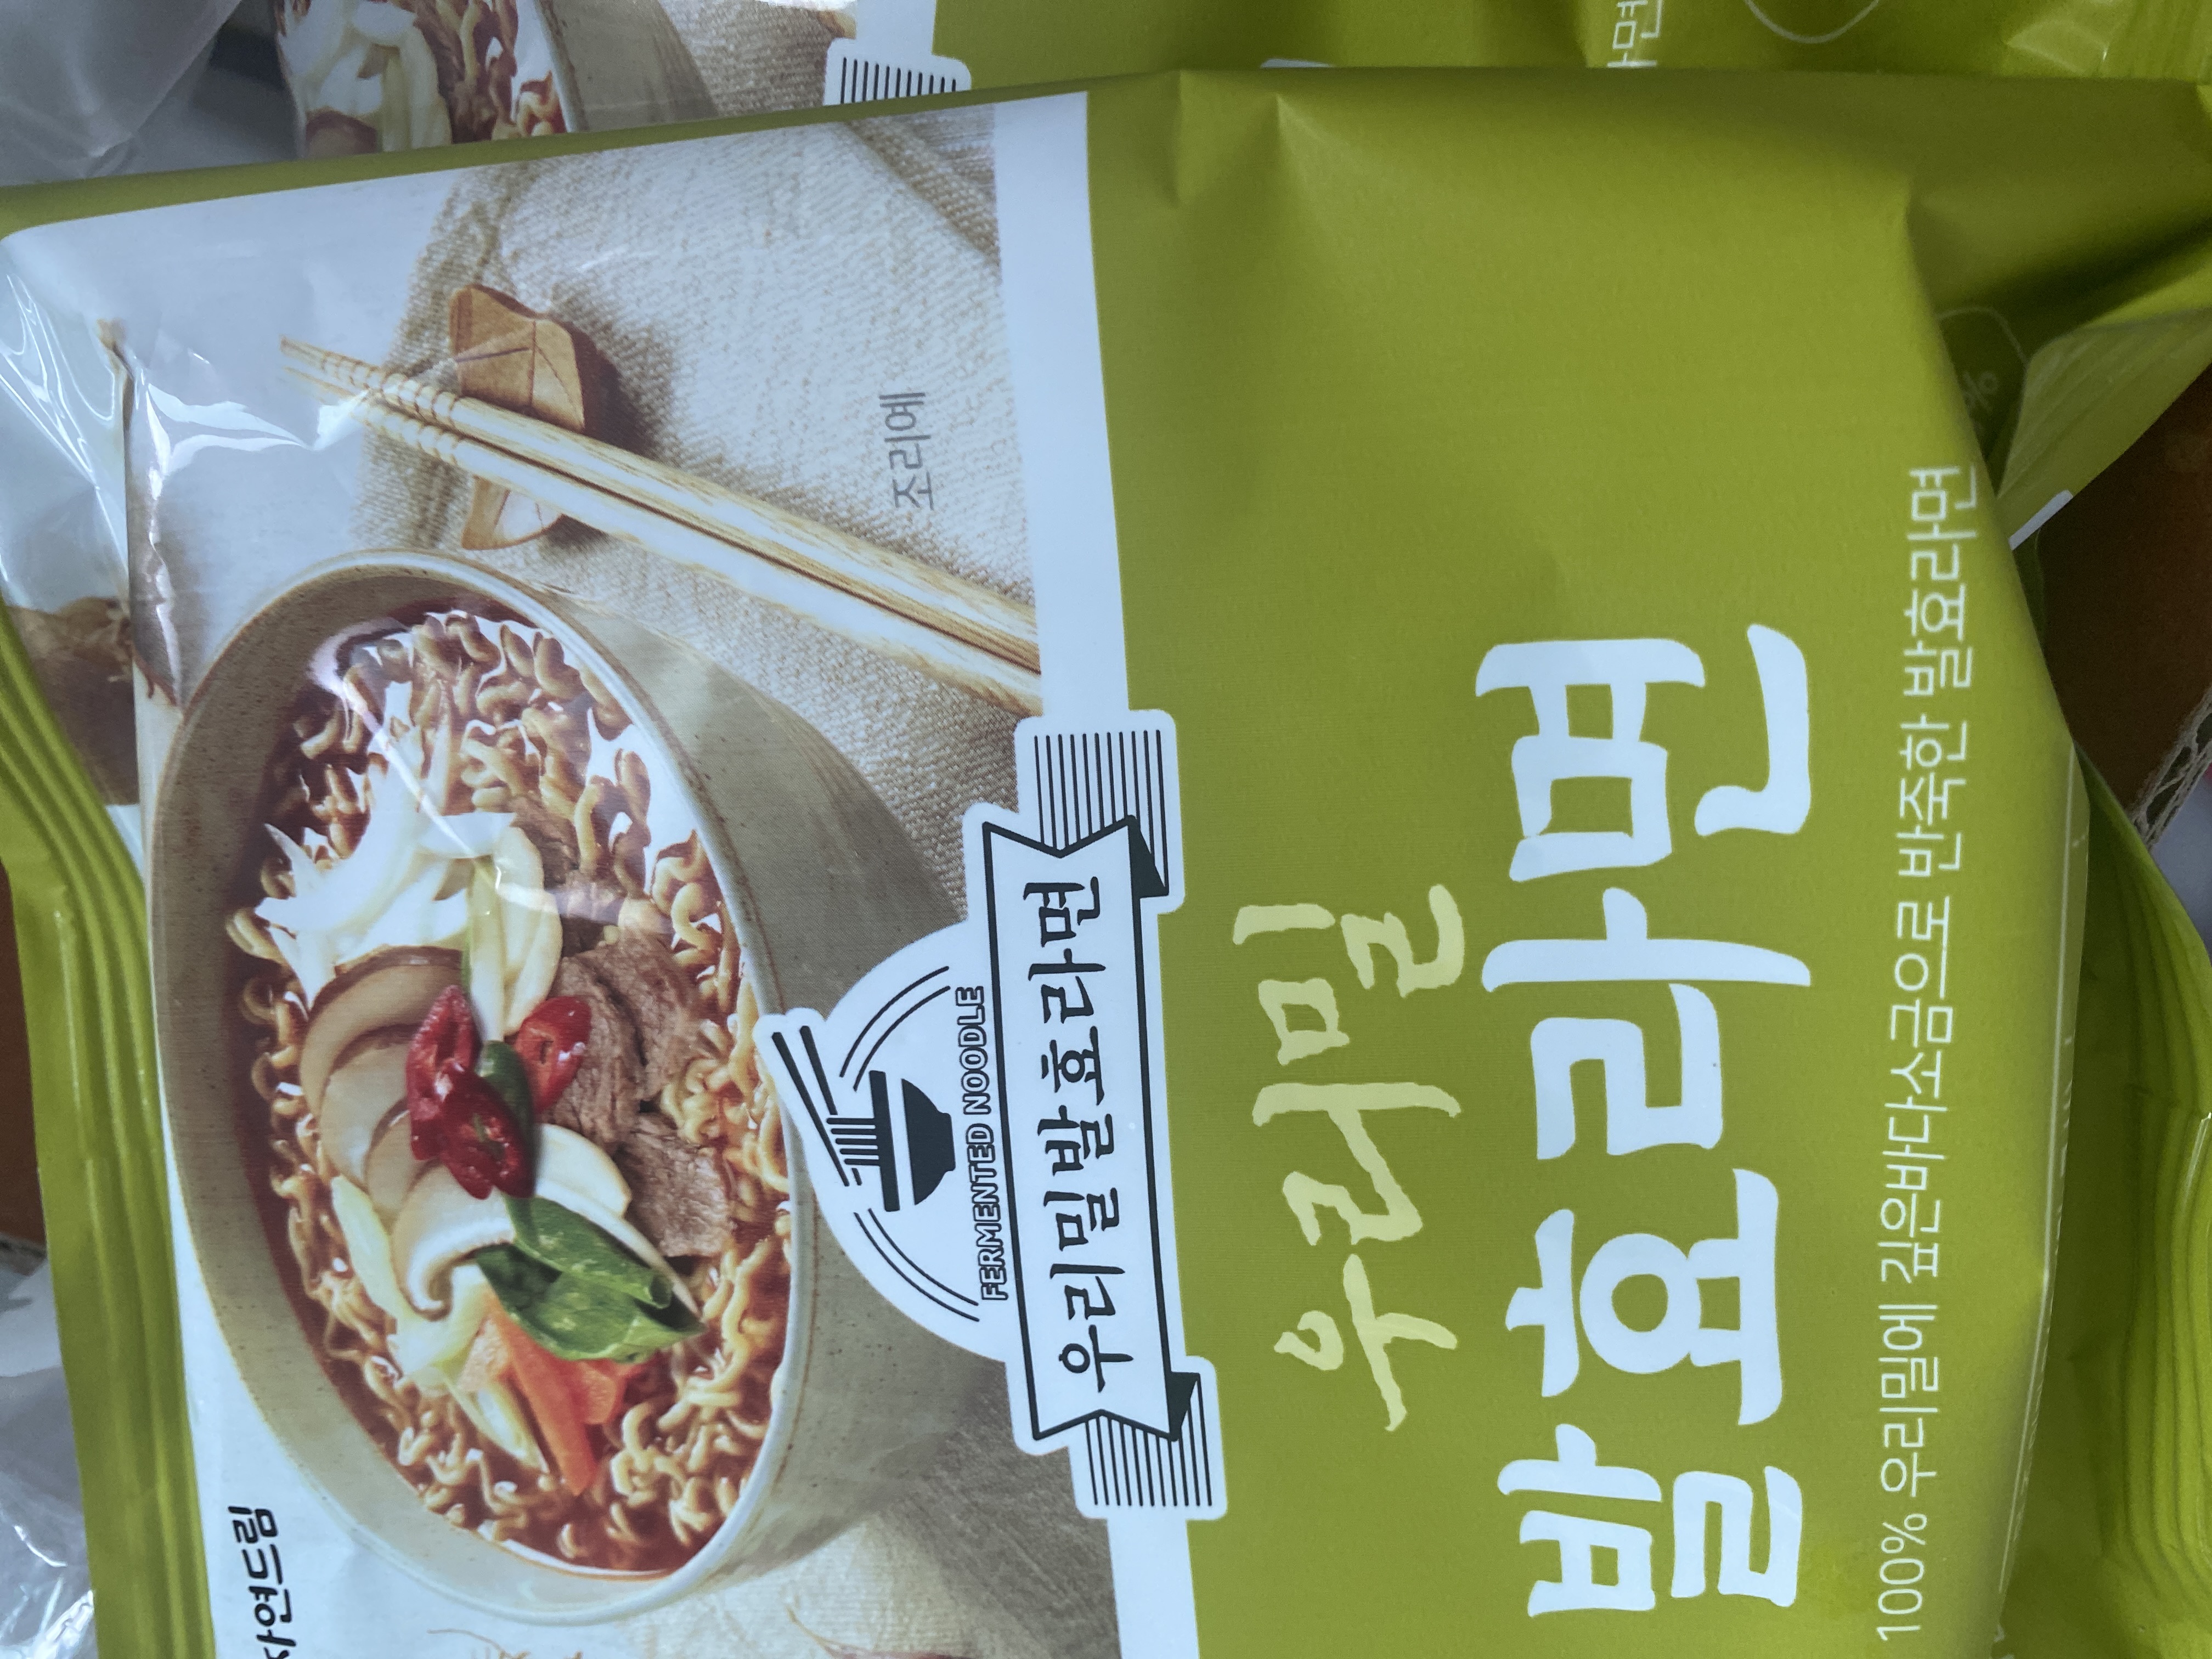 자연드림
조리예
FERMENTED NOODLE
우리밀발효라면
우리밀
발효라면
100% 우리밀에 깊은바다소금으로 반죽한 발효라면